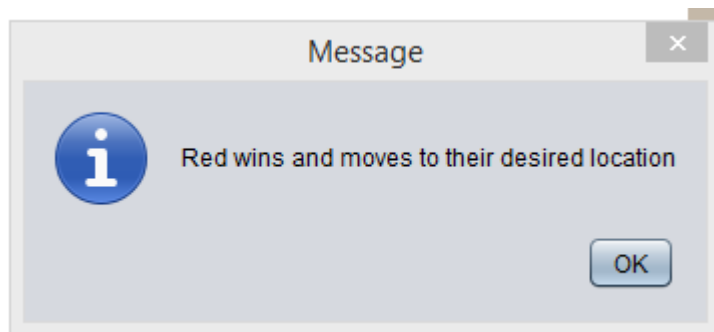 Message
Red wins and moves to their desired location
OK